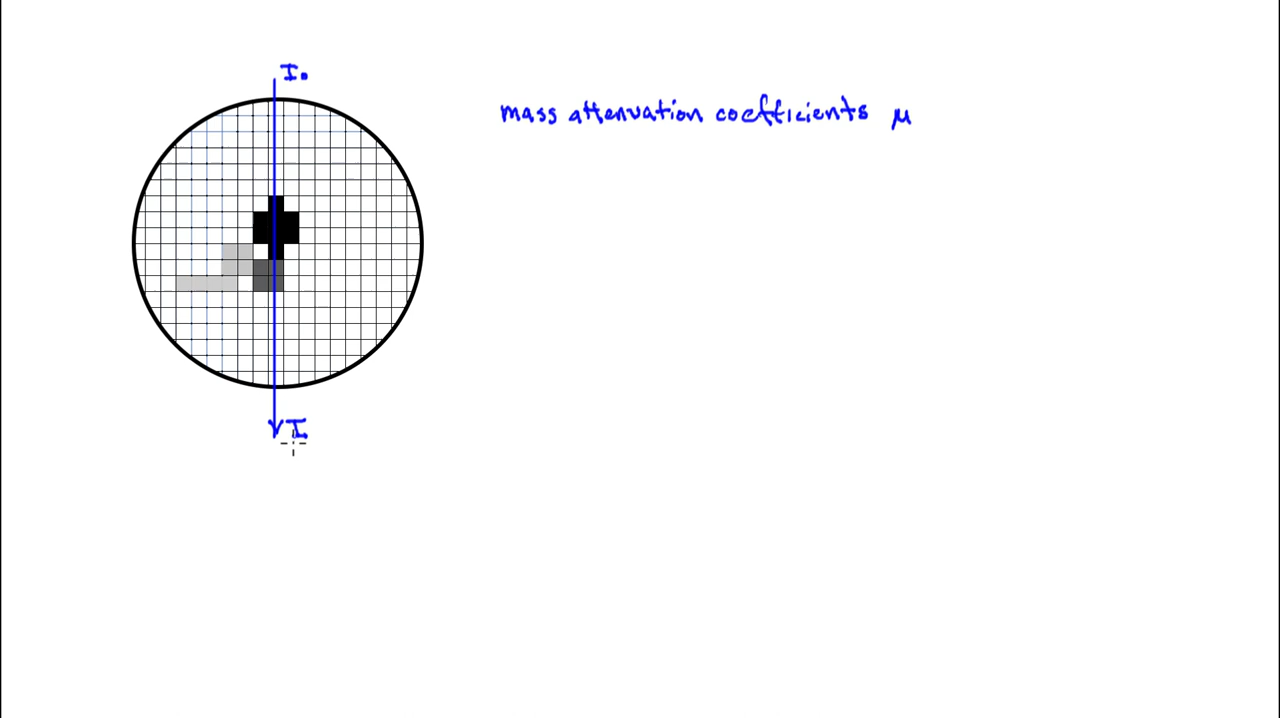 I₀
mass attenuation coefficients μ
I